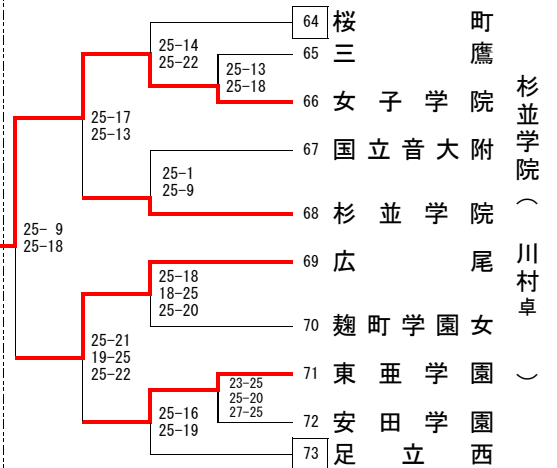 64 桜町
65 三鷹
66 女子学院
67 国立音大附
68 杉並学院
69 広尾
70 麹町学園女
71 東亜学園
72 安田学園
73 足立西
25-14
25-22
25-13
25-18
25-17
25-13
25-1
25-9
25- 9
25-18
25-18
18-25
25-20
25-21
19-25
25-22
23-25
25-20
27-25
25-16
25-19
杉並学院(川村卓)